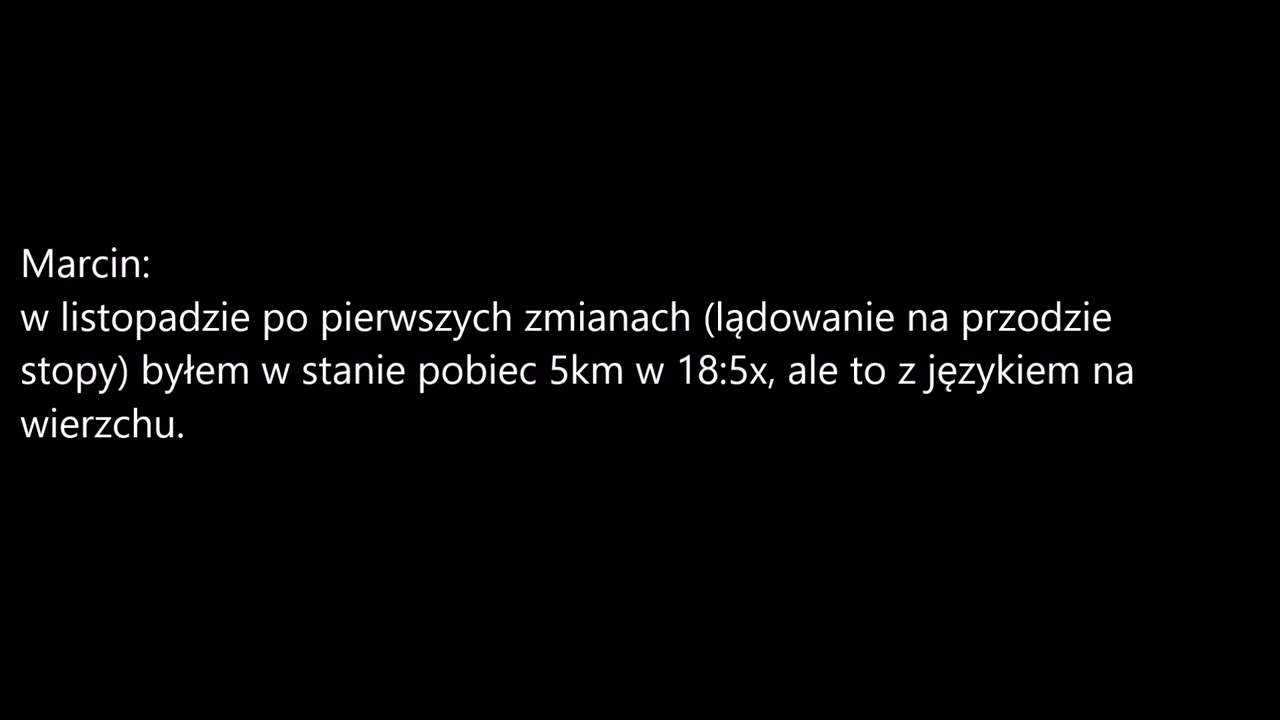 Marcin:
w listopadzie po pierwszych zmianach (lądowanie na przodzie
stopy) byłem w stanie pobiec 5km w 18:5x, ale to z językiem na
wierzchu.